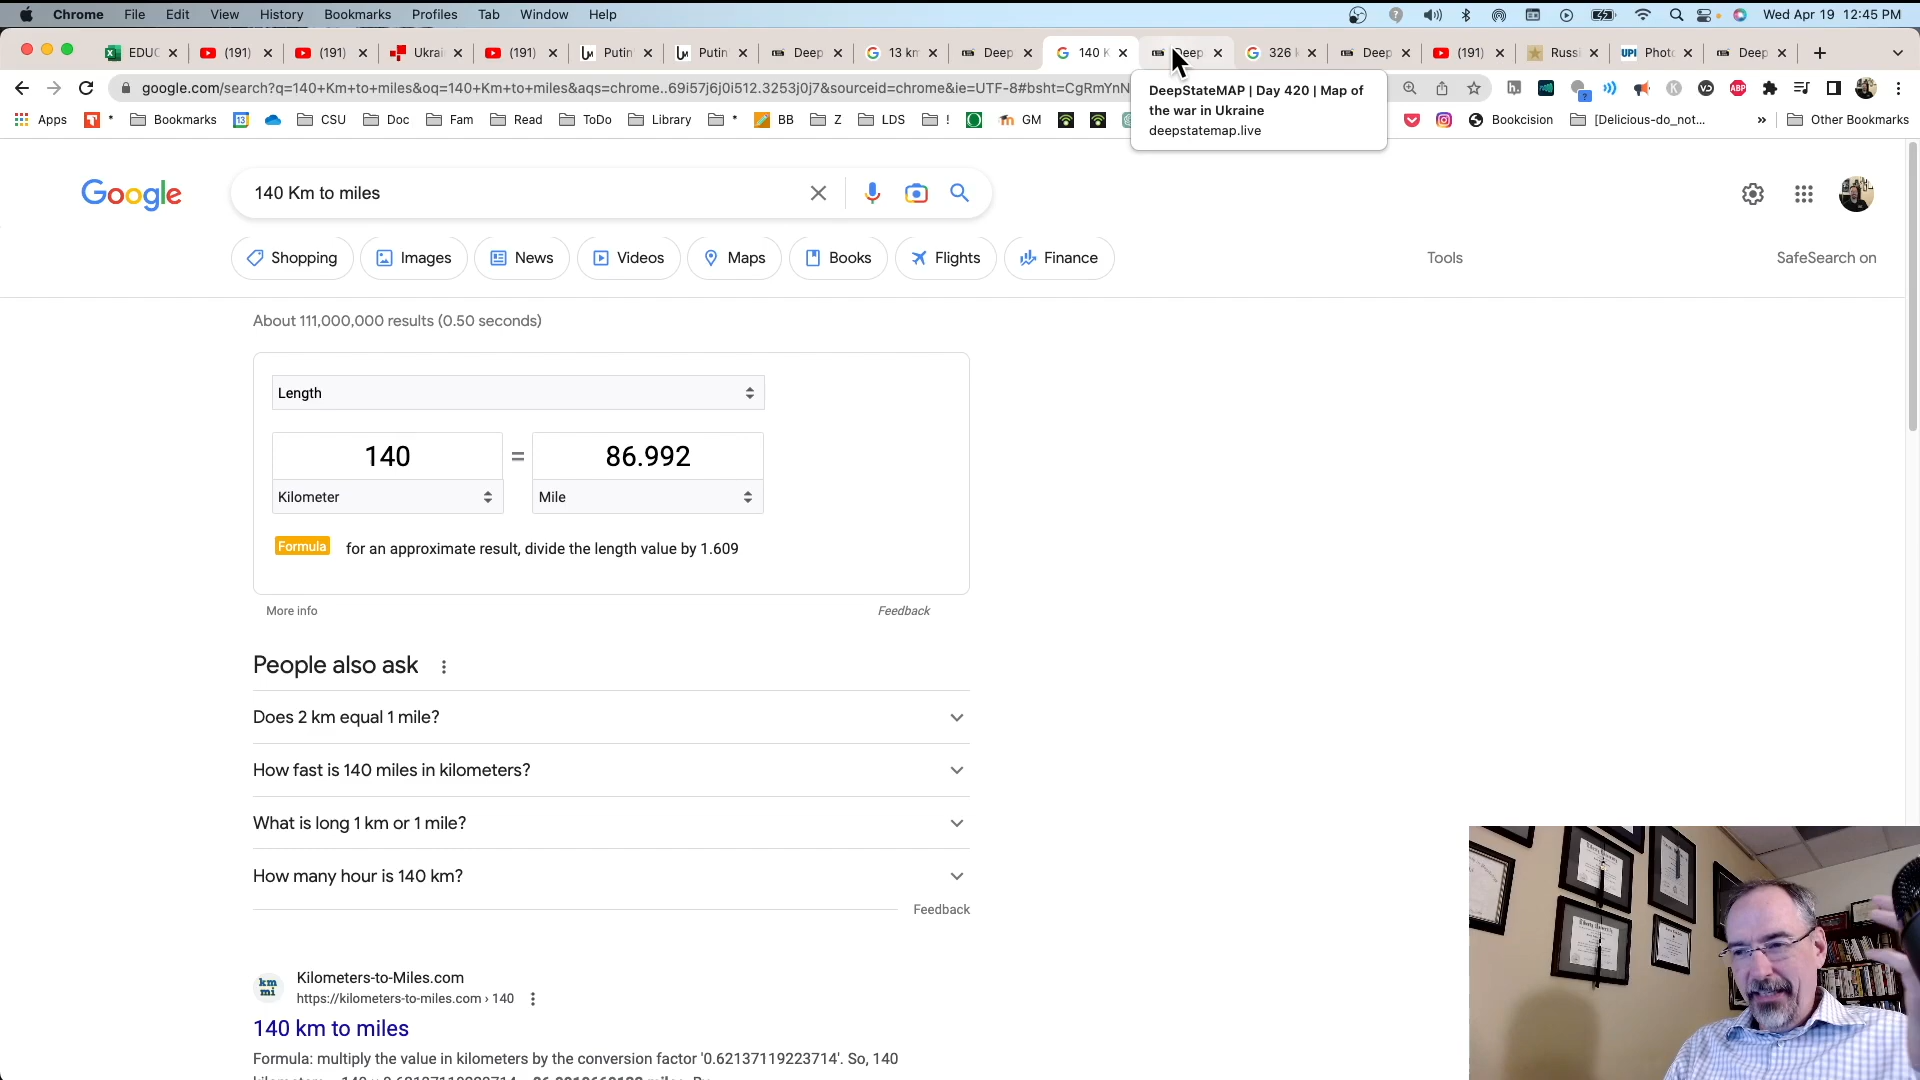 Chrome File Edit View History Bookmarks Profiles Tab Window Help Wed Apr 19 12:45 PM
EDUC (191) (191) Ukrai (191) Putin Putin Deep 13 km Deep 140 K Deep 326 Deep (191) Russi UPI Phot Deep
google.com/search?q=140+Km+to+miles&oq=140+Km+to+miles&aqs=chrome..69i57j6j0i512.3253j0j7&sourceid=chrome&ie=UTF-8#bsht=CgRmYnN
Apps * Bookmarks CSU Doc Fam Read ToDo Library * BB Z LDS ! GM Bookcision [Delicious-do_not... » Other Bookmarks
DeepStateMAP | Day 420 | Map of
the war in Ukraine
deepstatemap.live
Google 140 Km to miles
Shopping Images News Videos Maps Books Flights Finance Tools SafeSearch on
About 111,000,000 results (0.50 seconds)
Length
140 = 86.992
Kilometer Mile
Formula for an approximate result, divide the length value by 1.609
More info Feedback
People also ask
Does 2 km equal 1 mile?
How fast is 140 miles in kilometers?
What is long 1 km or 1 mile?
How many hour is 140 km?
Feedback
km
mi
Kilometers-to-Miles.com
https://kilometers-to-miles.com › 140
140 km to miles
Formula: multiply the value in kilometers by the conversion factor '0.62137119223714'. So, 140